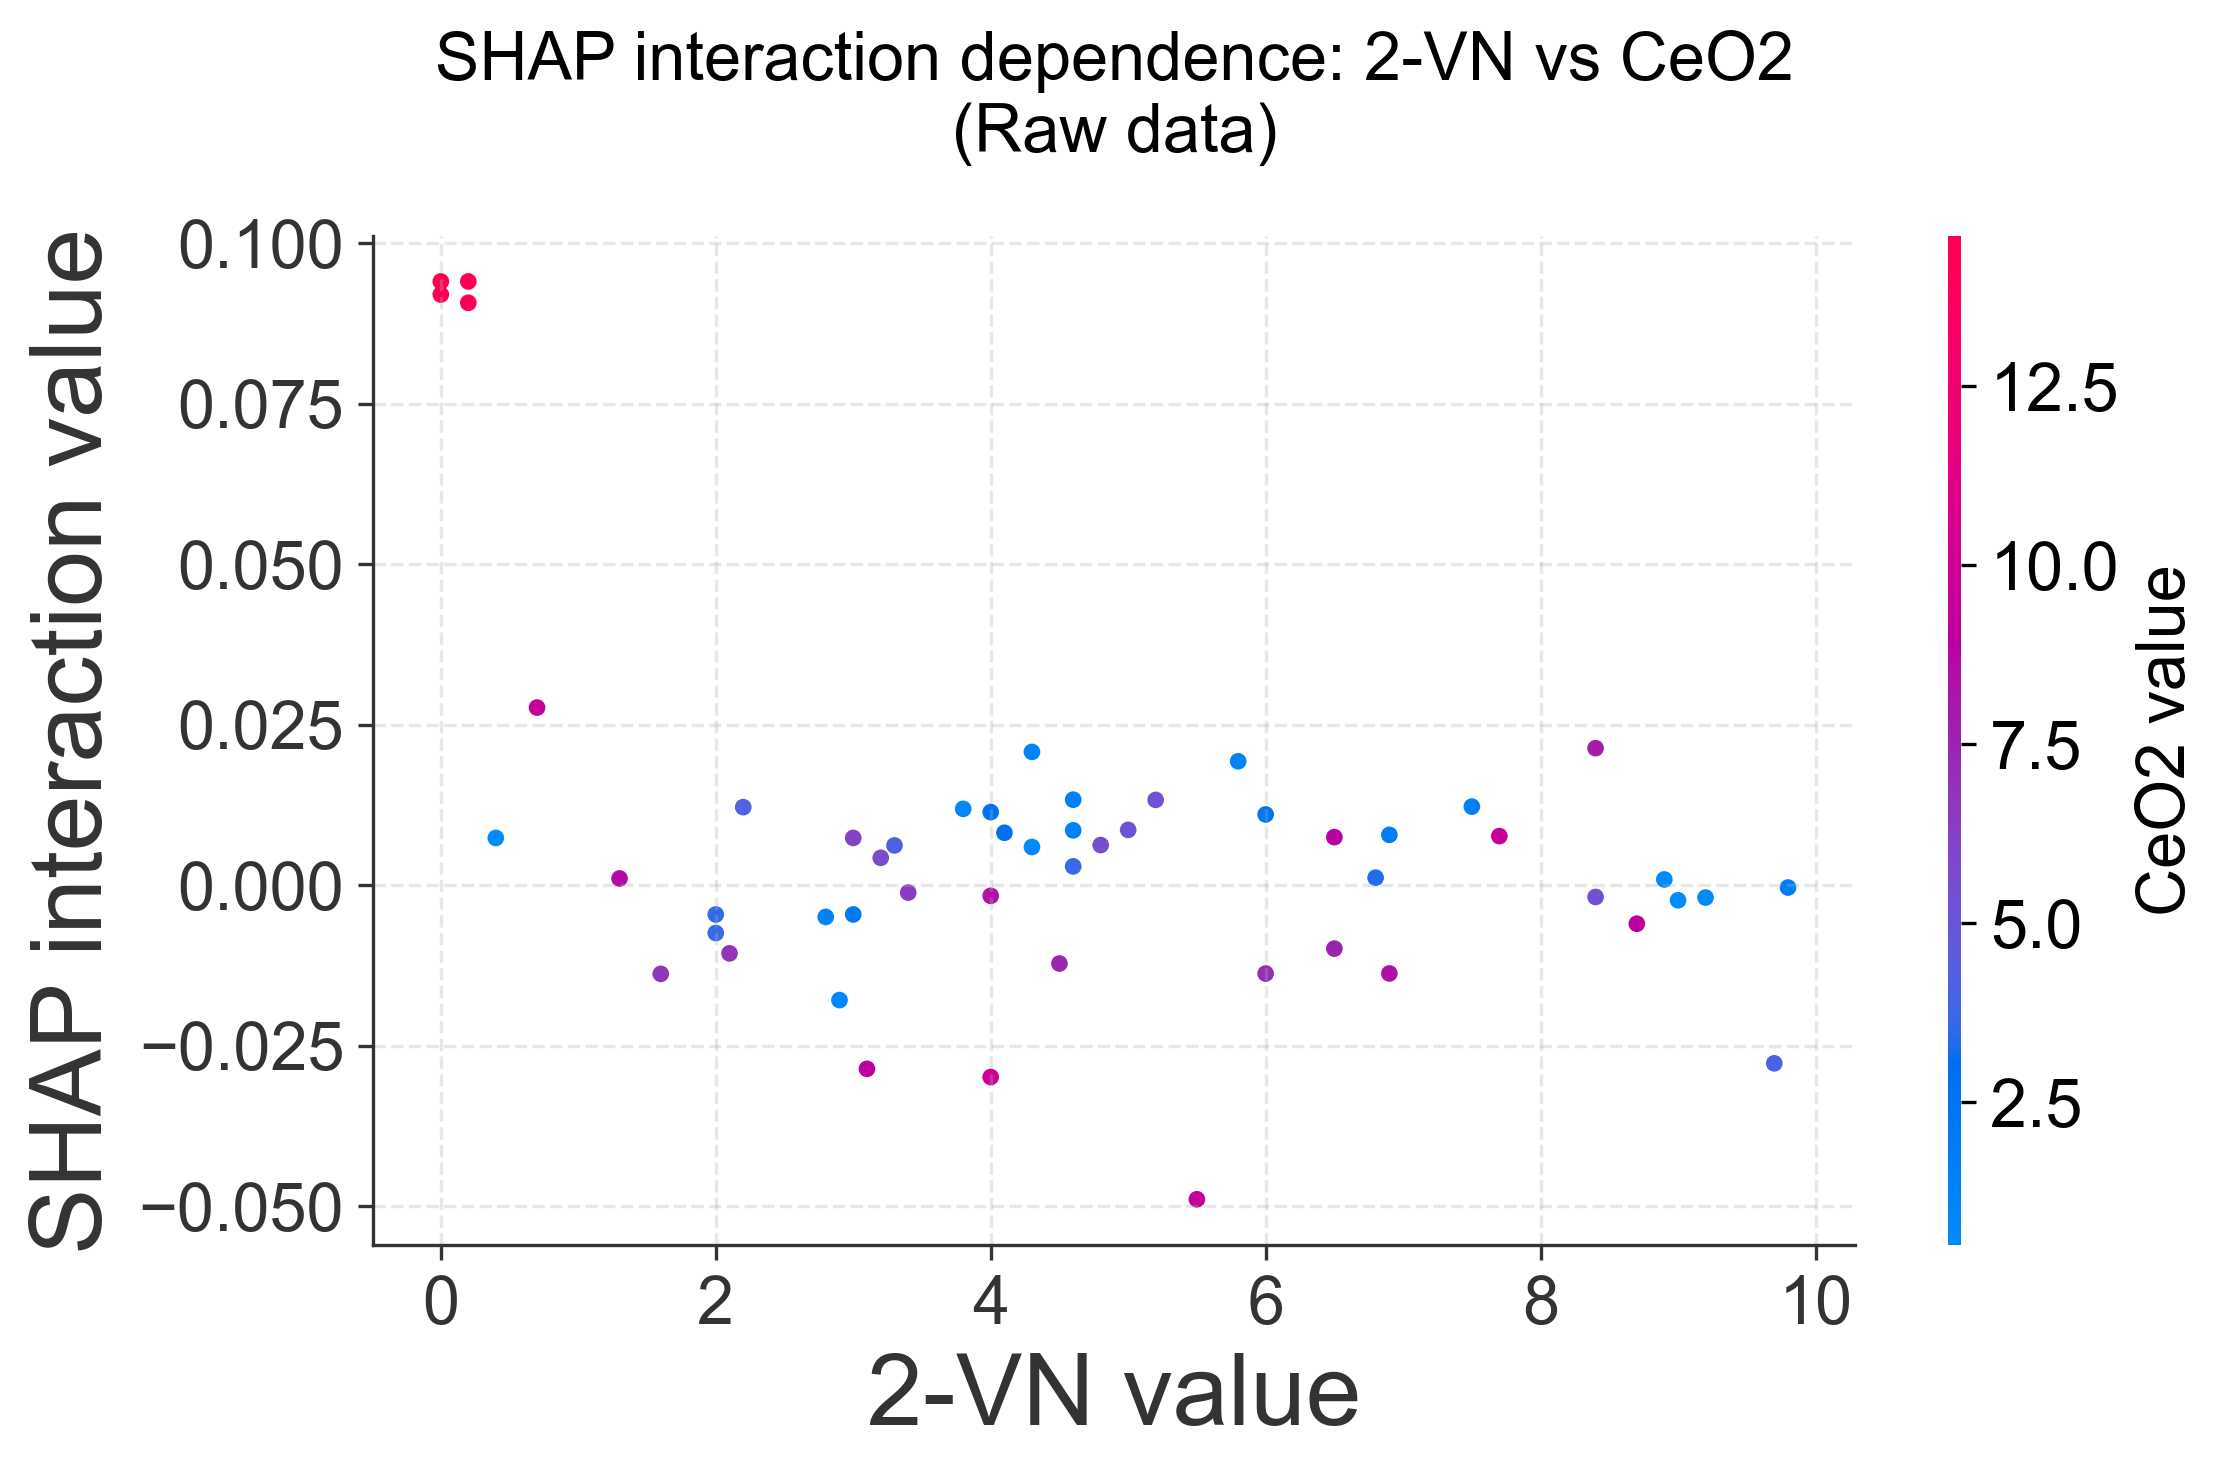 SHAP interaction dependence: 2-VN vs CeO2
(Raw data)
SHAP interaction value
0.100
0.075
0.050
0.025
0.000
−0.025
−0.050
0 2 4 6 8 10
2-VN value
12.5
10.0
7.5
5.0
2.5
CeO2 value